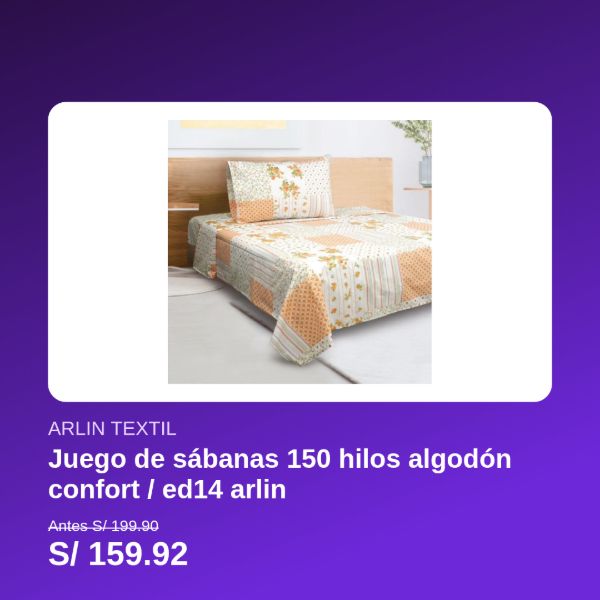 ARLIN TEXTIL
Juego de sábanas 150 hilos algodón
confort / ed14 arlin
Antes S/ 199.90
S/ 159.92